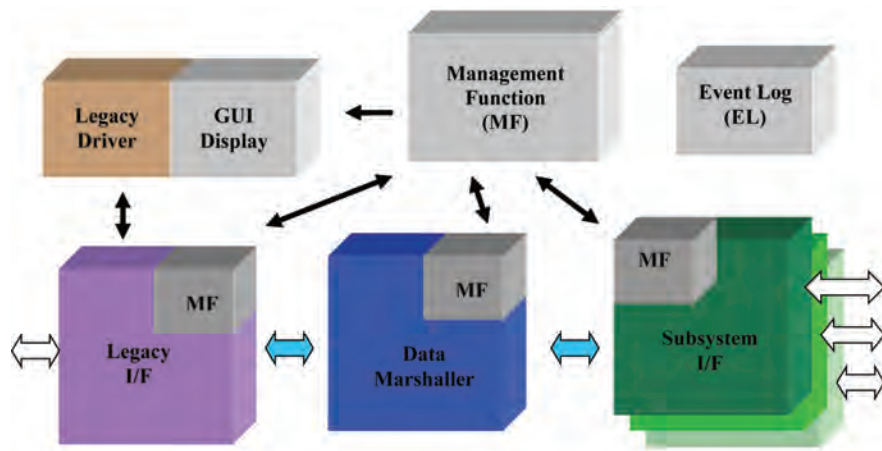 Legacy
Driver
GUI
Display
Management
Function
(MF)
Event Log
(EL)
MF
Legacy
I/F
MF
Data
Marshaller
MF
Subsystem
I/F